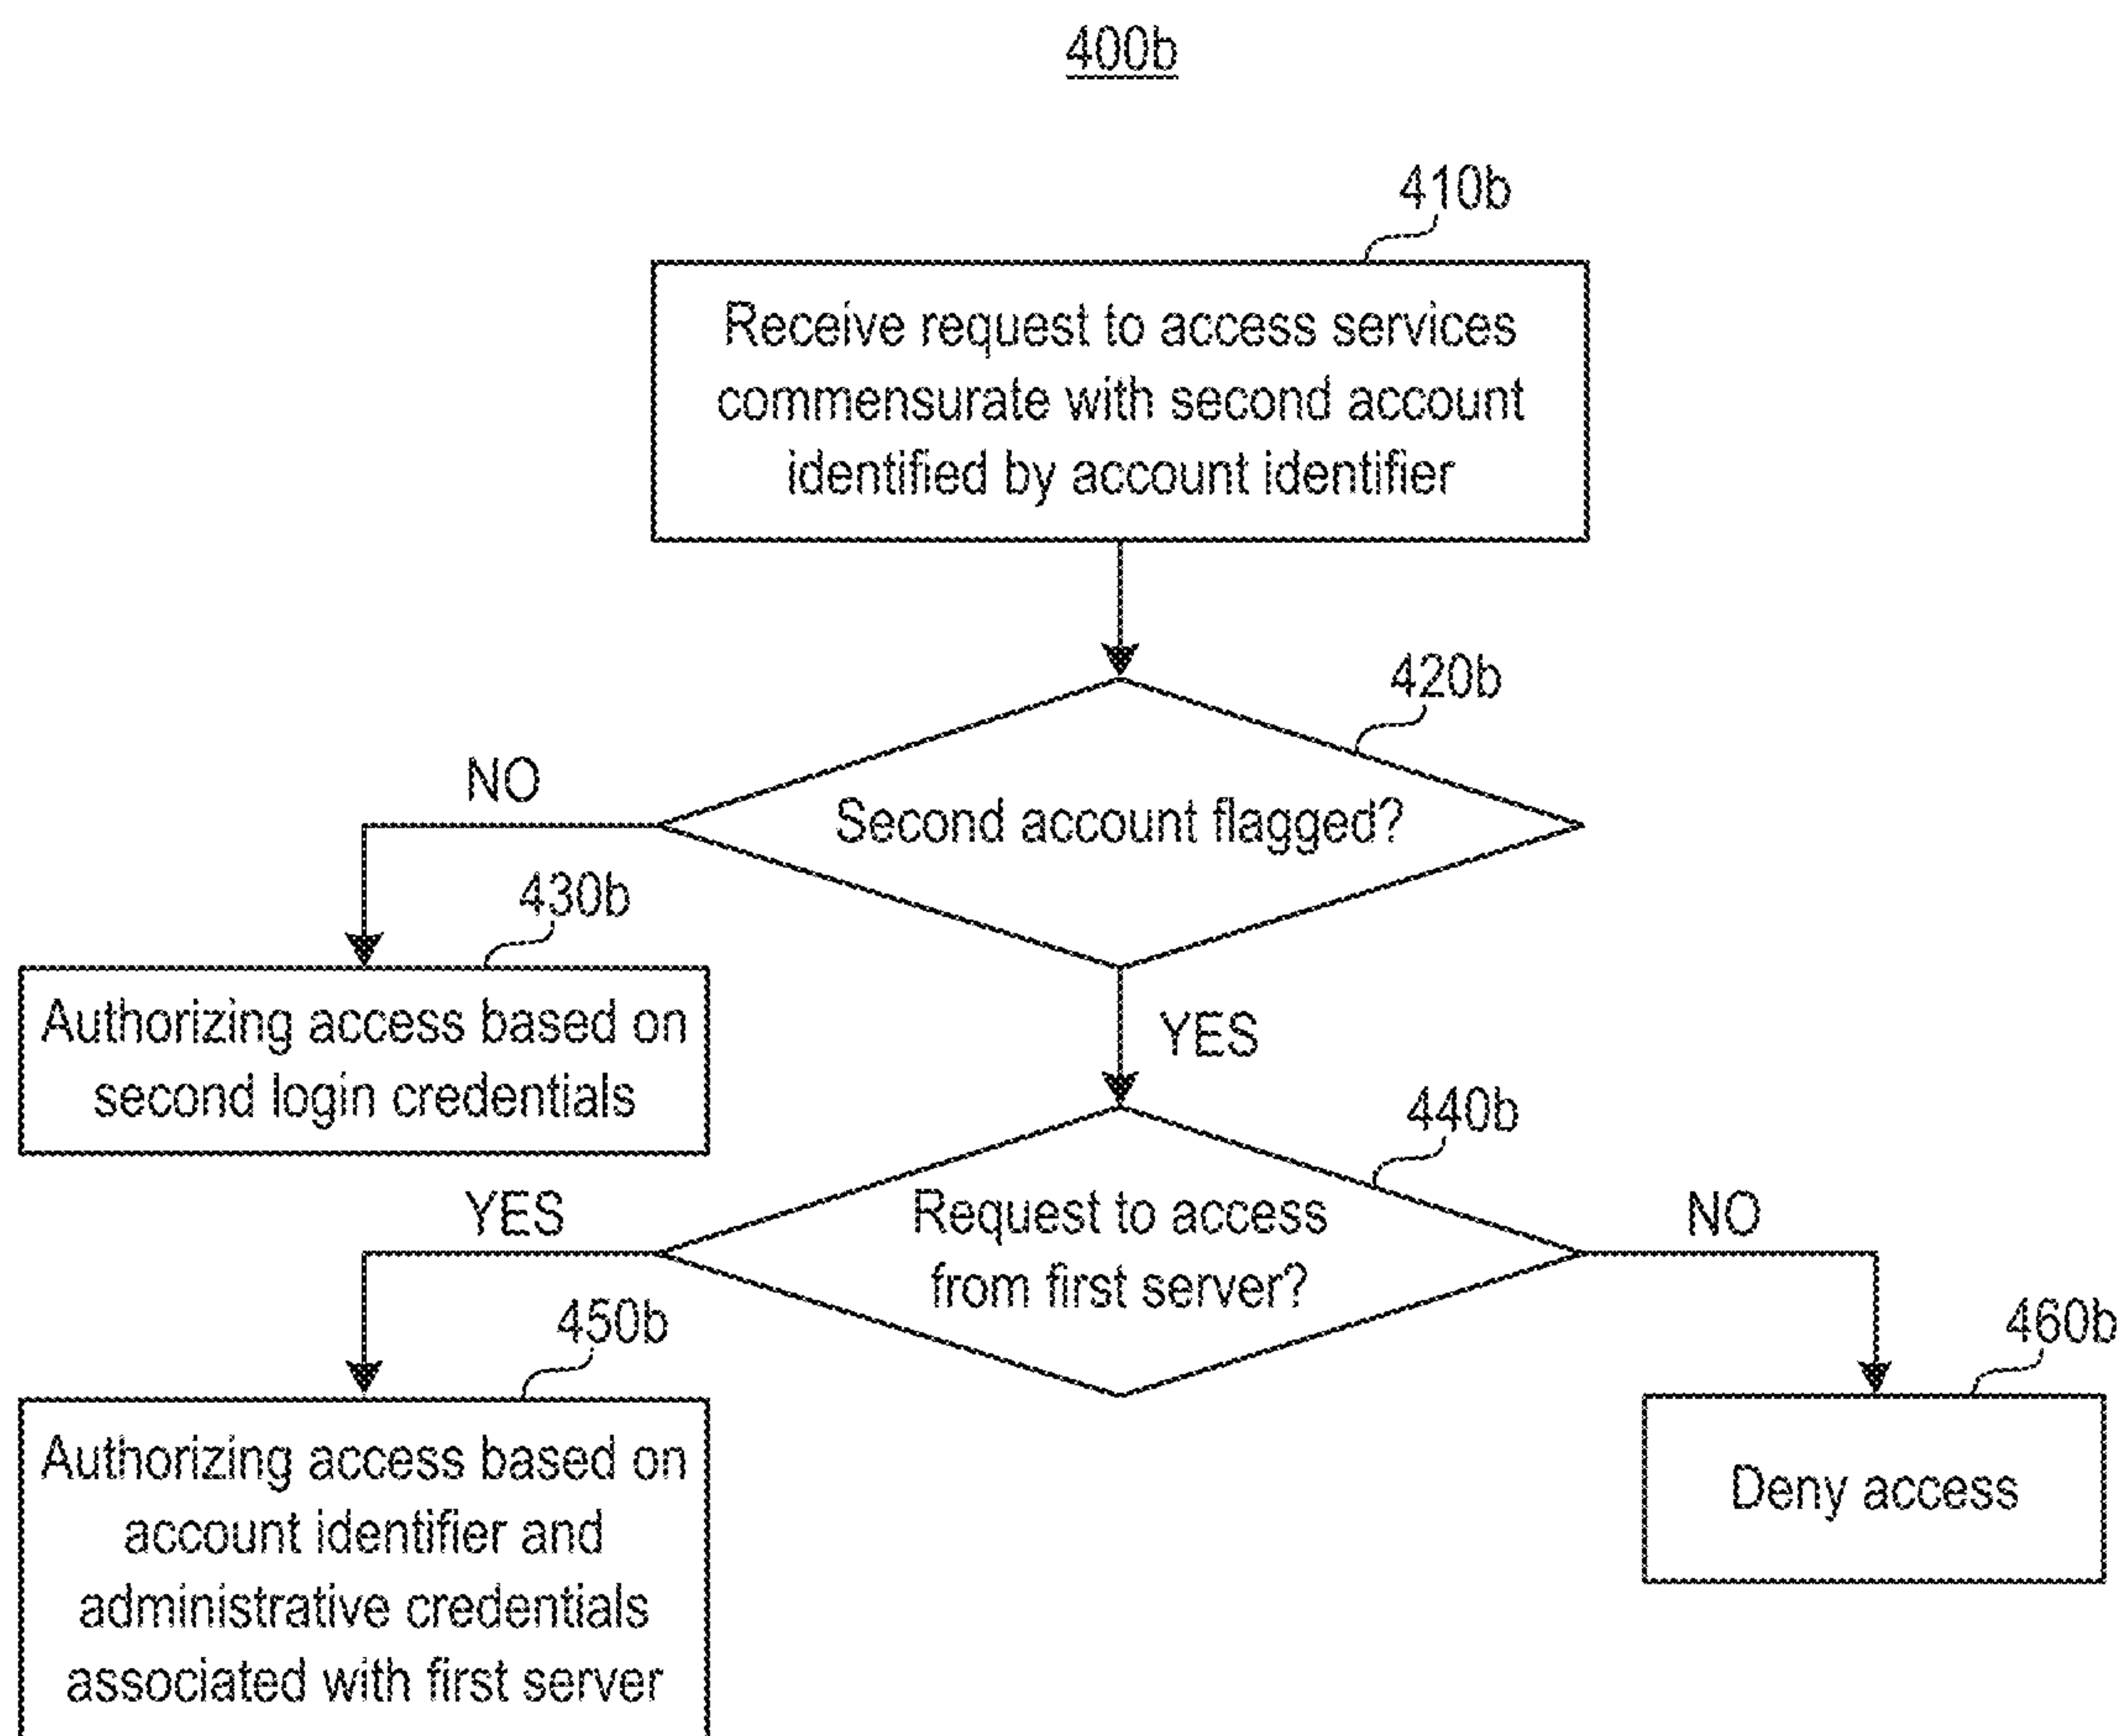 400b
410b
Receive request to access services
commensurate with second account
identified by account identifier
420b
Second account flagged?
NO
430b
Authorizing access based on
second login credentials
YES
440b
Request to access
from first server?
YES
NO
450b
Authorizing access based on
account identifier and
administrative credentials
associated with first server
460b
Deny access